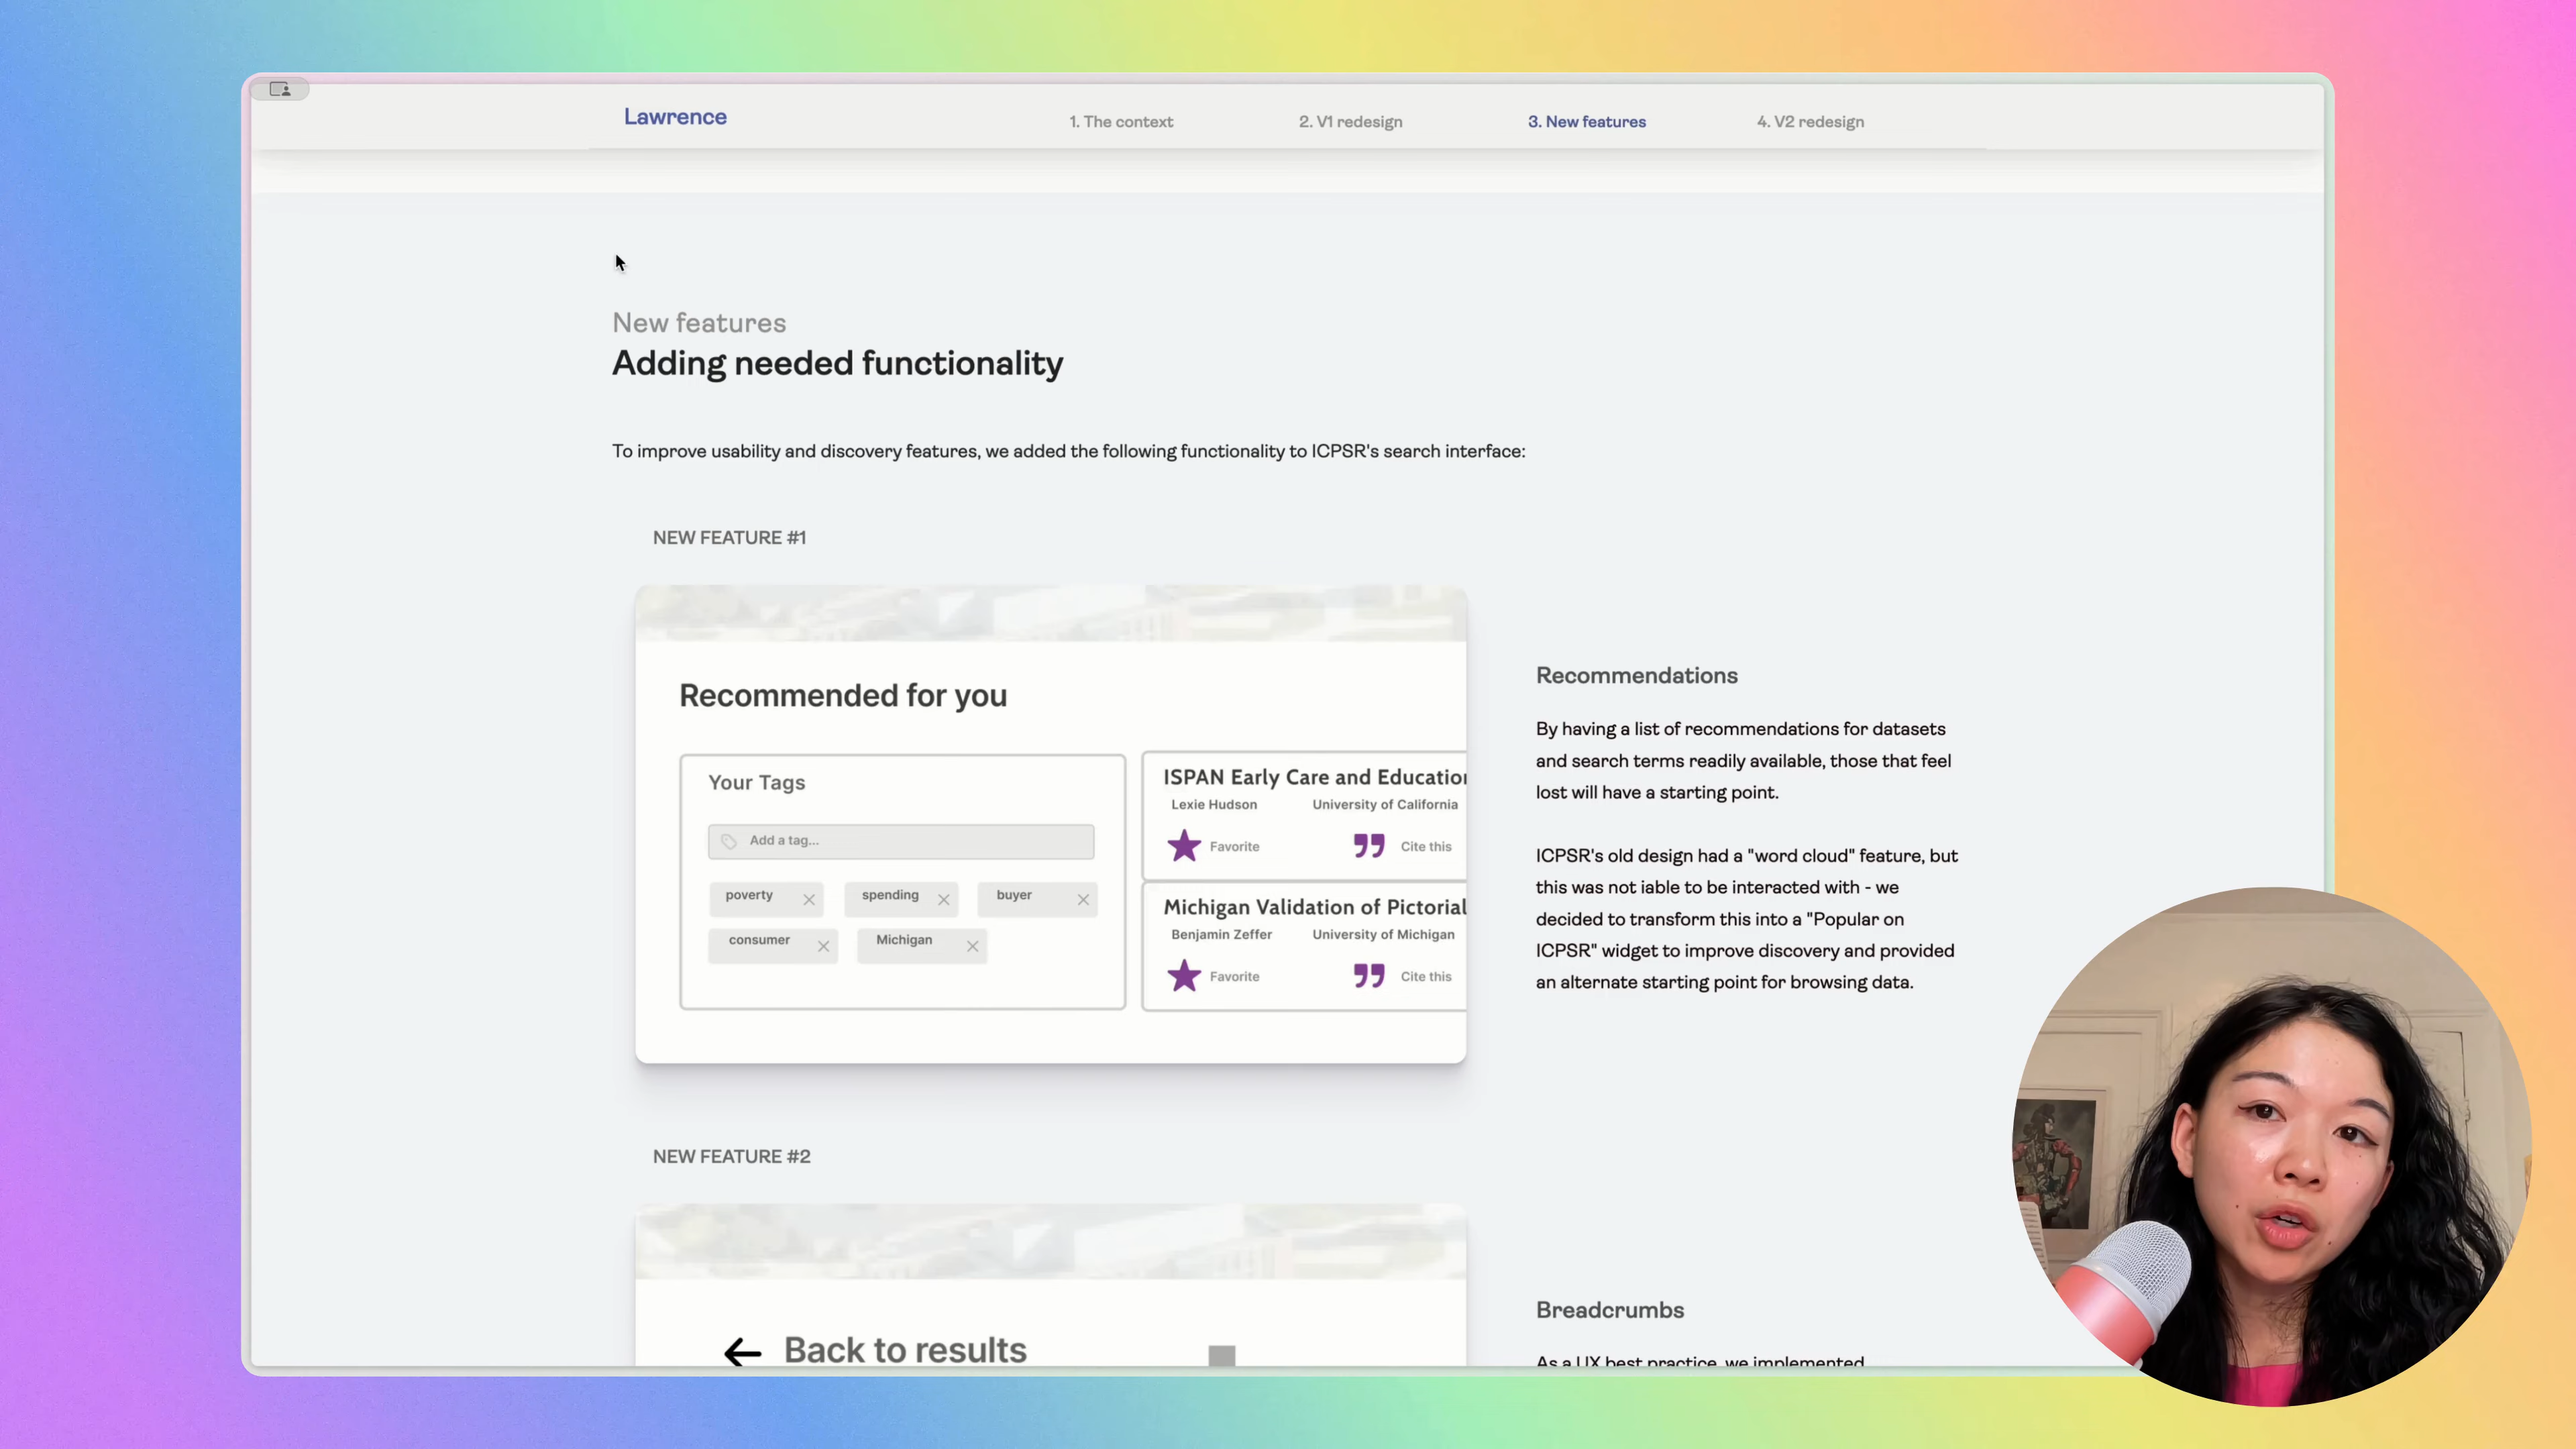 Lawrence
1. The context
2. V1 redesign
3. New features
4. V2 redesign
New features
Adding needed functionality
To improve usability and discovery features, we added the following functionality to ICPSR's search interface:
NEW FEATURE #1
Recommended for you
Your Tags
Add a tag...
poverty
spending
buyer
consumer
Michigan
ISPAN Early Care and Education
Lexie Hudson
University of California
Favorite
Cite this
Michigan Validation of Pictorial
Benjamin Zeffer
University of Michigan
Favorite
Cite this
Recommendations
By having a list of recommendations for datasets
and search terms readily available, those that feel
lost will have a starting point.
ICPSR's old design had a "word cloud" feature, but
this was not iable to be interacted with - we
decided to transform this into a "Popular on
ICPSR" widget to improve discovery and provided
an alternate starting point for browsing data.
NEW FEATURE #2
Back to results
Breadcrumbs
As a UX best practice, we implemented